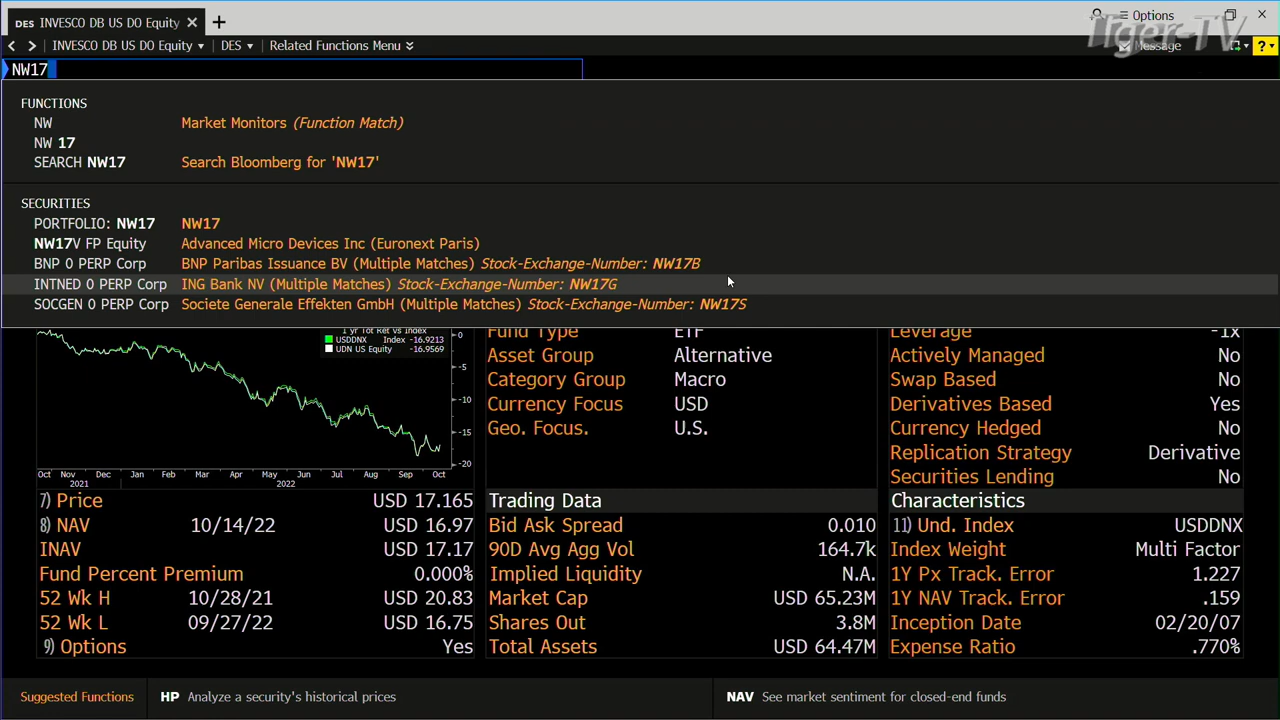 DES INVESCO DB US DO Equity × +
Options
Tiger-TV
< > INVESCO DB US DO Equity ▾ DES ▾ Related Functions Menu Message ? ▾
NW17
FUNCTIONS
NW Market Monitors (Function Match)
NW 17
SEARCH NW17 Search Bloomberg for 'NW17'
SECURITIES
PORTFOLIO: NW17 NW17
NW17V FP Equity Advanced Micro Devices Inc (Euronext Paris)
BNP 0 PERP Corp BNP Paribas Issuance BV (Multiple Matches) Stock-Exchange-Number: NW17B
INTNED 0 PERP Corp ING Bank NV (Multiple Matches) Stock-Exchange-Number: NW17G
SOCGEN 0 PERP Corp Societe Generale Effekten GmbH (Multiple Matches) Stock-Exchange-Number: NW17S
1 yr Tot Ret vs Index
USDDNX Index -16.9213
UDN US Equity -16.9569
0
-5
-10
-15
-20
Oct Nov Dec Jan Feb Mar Apr May Jun Jul Aug Sep Oct
2021 2022
Fund Type ETF
Asset Group Alternative
Category Group Macro
Currency Focus USD
Geo. Focus. U.S.
Leverage -1x
Actively Managed No
Swap Based No
Derivatives Based Yes
Currency Hedged No
Replication Strategy Derivative
Securities Lending No
7) Price USD 17.165
8) NAV 10/14/22 USD 16.97
INAV USD 17.17
Fund Percent Premium 0.000%
52 Wk H 10/28/21 USD 20.83
52 Wk L 09/27/22 USD 16.75
9) Options Yes
Trading Data
Bid Ask Spread 0.010
90D Avg Agg Vol 164.7k
Implied Liquidity N.A.
Market Cap USD 65.23M
Shares Out 3.8M
Total Assets USD 64.47M
Characteristics
11) Und. Index USDDNX
Index Weight Multi Factor
1Y Px Track. Error 1.227
1Y NAV Track. Error .159
Inception Date 02/20/07
Expense Ratio .770%
Suggested Functions HP Analyze a security's historical prices NAV See market sentiment for closed-end funds